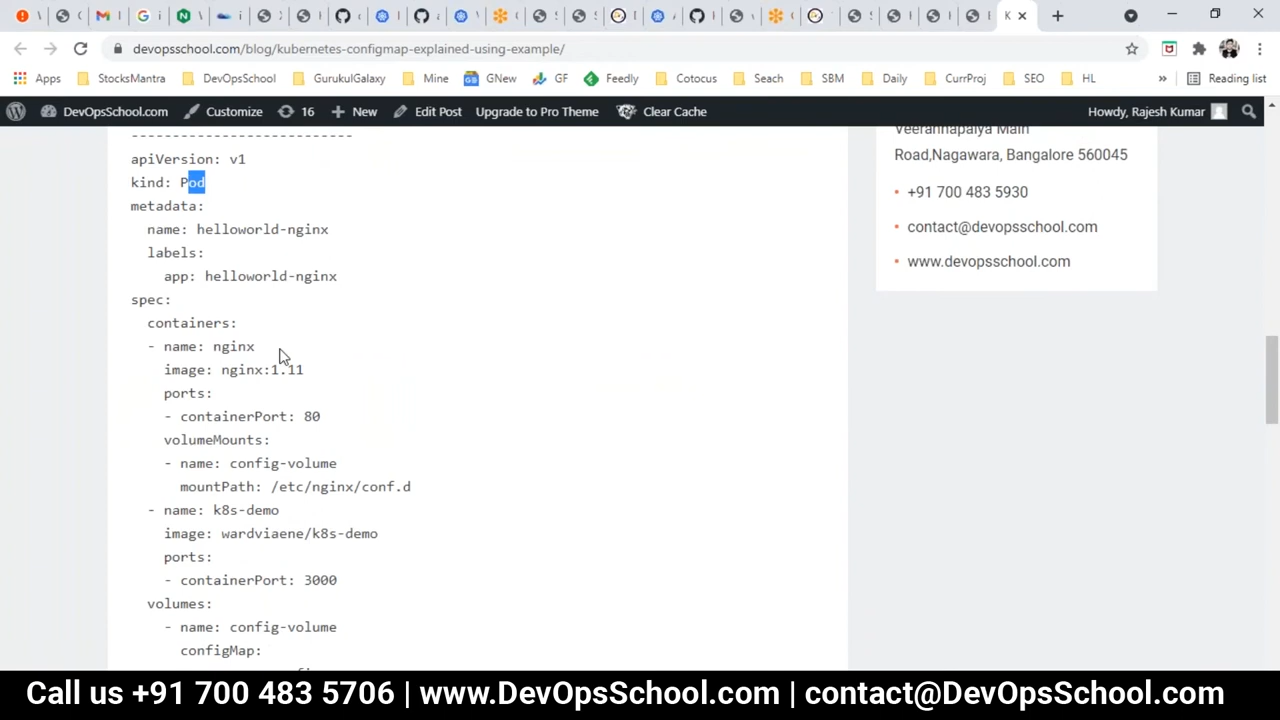 devopsschool.com/blog/kubernetes-configmap-explained-using-example/
Apps StocksMantra DevOpsSchool GurukulGalaxy Mine GNew GF Feedly Cotocus Seach SBM Daily CurrProj SEO HL » Reading list
DevOpsSchool.com Customize 16 New Edit Post Upgrade to Pro Theme Clear Cache Howdy, Rajesh Kumar
---------------------------
apiVersion: v1
kind: Pod
metadata:
name: helloworld-nginx
labels:
app: helloworld-nginx
spec:
containers:
- name: nginx
image: nginx:1.11
ports:
- containerPort: 80
volumeMounts:
- name: config-volume
mountPath: /etc/nginx/conf.d
- name: k8s-demo
image: wardviaene/k8s-demo
ports:
- containerPort: 3000
volumes:
- name: config-volume
configMap:
Road,Nagawara, Bangalore 560045
• +91 700 483 5930
• contact@devopsschool.com
• www.devopsschool.com
Call us +91 700 483 5706 | www.DevOpsSchool.com | contact@DevOpsSchool.com